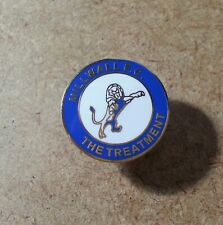 MILLWALL F.C.
THE TREATMENT